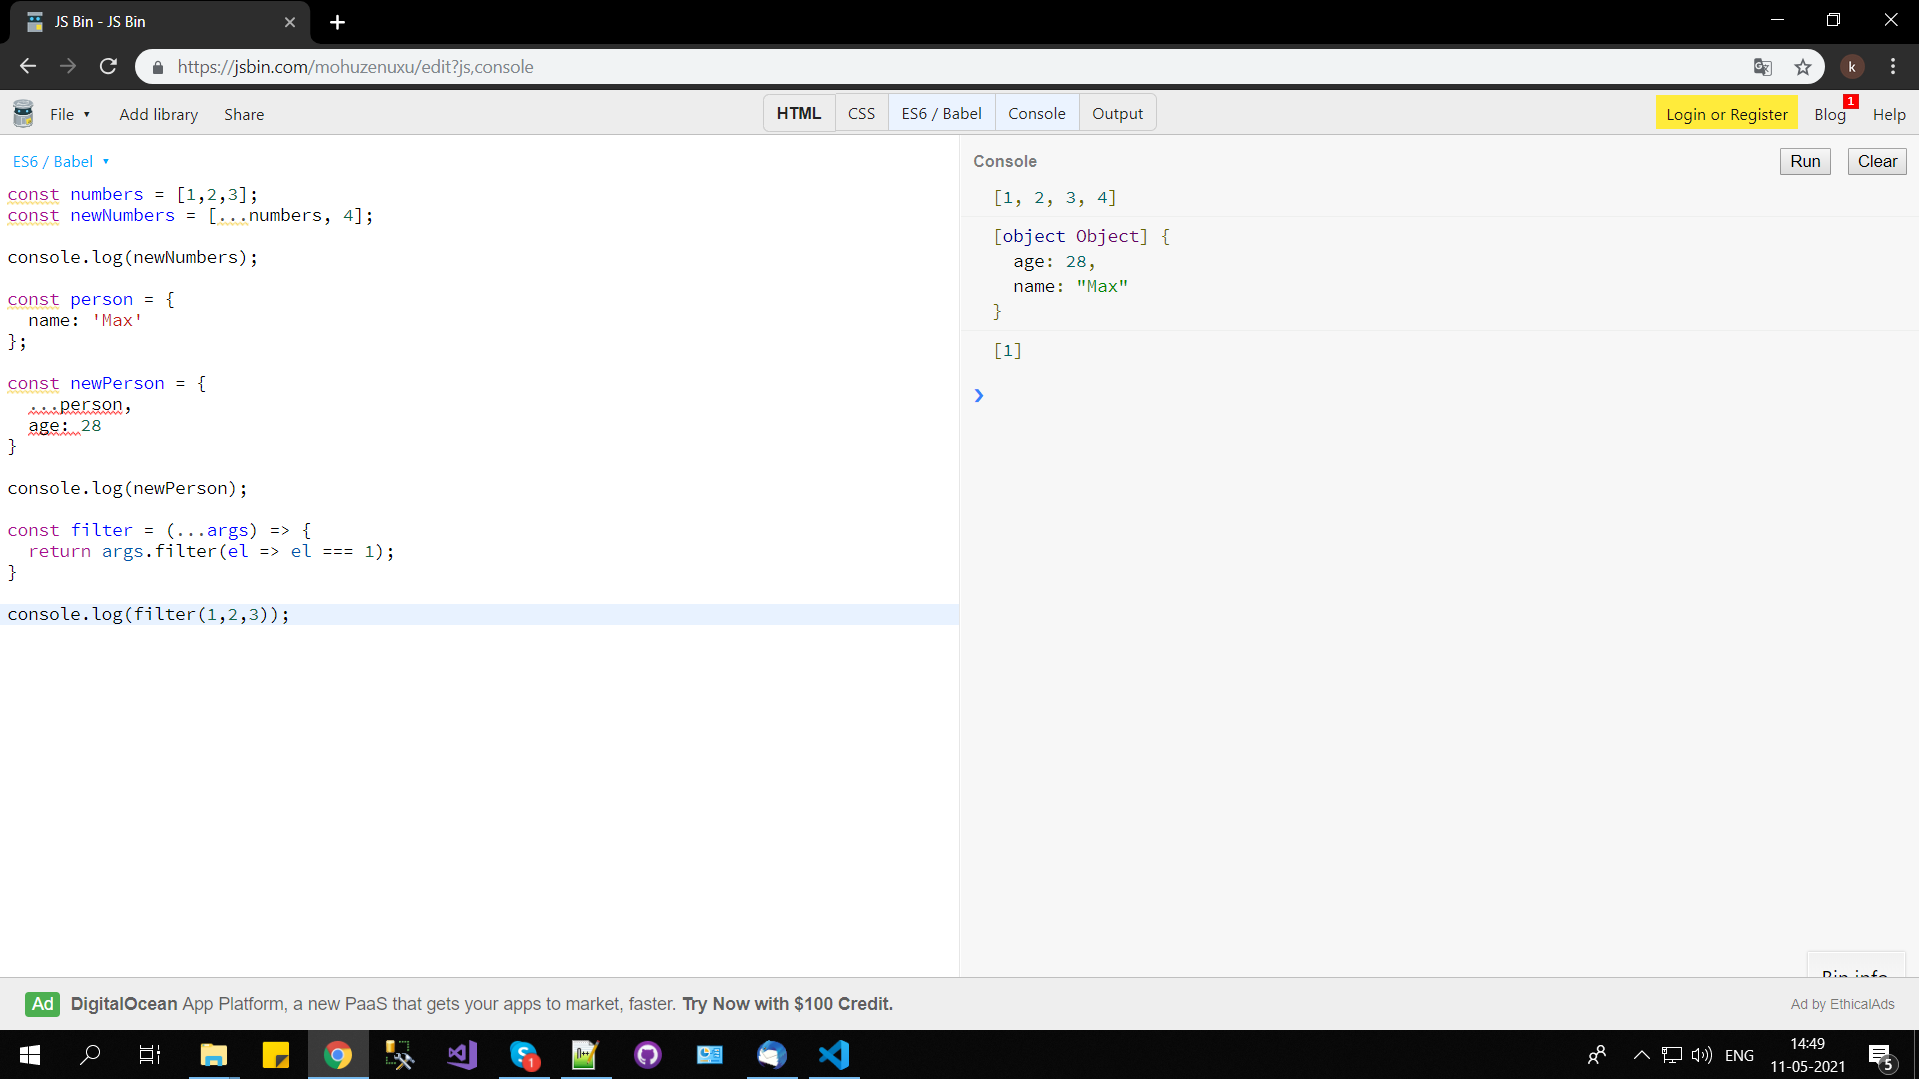 JS Bin - JS Bin
https://jsbin.com/mohuzenuxu/edit?js,console
k
File
Add library
Share
HTML
CSS
ES6 / Babel
Console
Output
Login or Register
Blog
1
Help
ES6 / Babel
const numbers = [1,2,3];
const newNumbers = [...numbers, 4];
console.log(newNumbers);
const person = {
  name: 'Max'
};
const newPerson = {
  ...person,
  age: 28
}
console.log(newPerson);
const filter = (...args) => {
  return args.filter(el => el === 1);
}
console.log(filter(1,2,3));
Console
Run
Clear
[1, 2, 3, 4]
[object Object] {
  age: 28,
  name: "Max"
}
[1]
Bin info
Ad DigitalOcean App Platform, a new PaaS that gets your apps to market, faster. Try Now with $100 Credit.
Ad by EthicalAds
1
ENG
14:49
11-05-2021
5